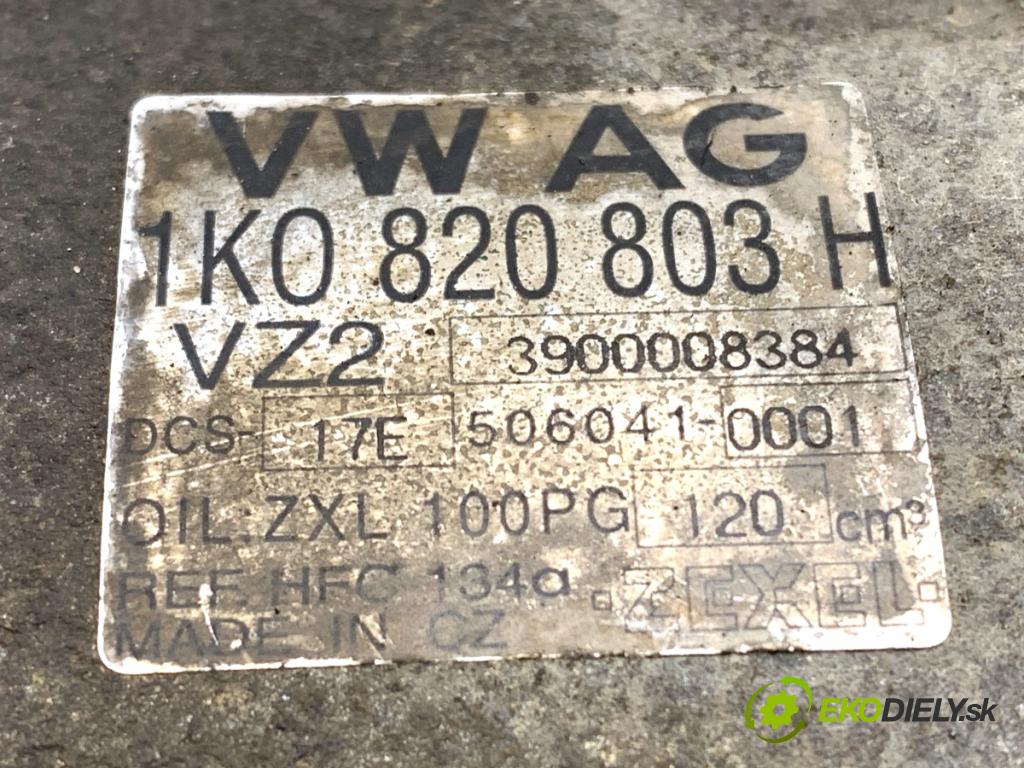 VW AG
1K0 820 803 H
VZ2 3900008384
DCS- 17E 506041-0001
OIL.ZXL 100PG 120 cm³
REF. HFC 134a ·ZEXEL·
MADE IN CZ
EKODIELY.sk